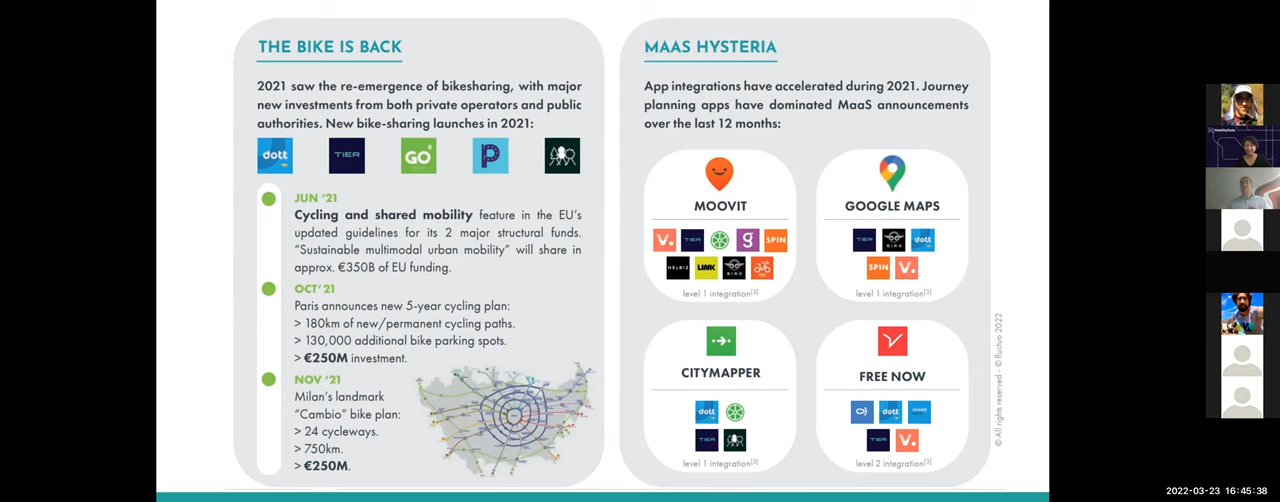 THE BIKE IS BACK
2021 saw the re-emergence of bikesharing, with major
new investments from both private operators and public
authorities. New bike-sharing launches in 2021:
dott
TIER
GO
P
JUN '21
Cycling and shared mobility feature in the EU's
updated guidelines for its 2 major structural funds.
"Sustainable multimodal urban mobility" will share in
approx. €350B of EU funding.
OCT' 21
Paris announces new 5-year cycling plan:
> 180km of new/permanent cycling paths.
> 130,000 additional bike parking spots.
> €250M investment.
NOV '21
Milan's landmark
"Cambio" bike plan:
> 24 cycleways.
> 750km.
> €250M.
MAAS HYSTERIA
App integrations have accelerated during 2021. Journey
planning apps have dominated MaaS announcements
over the last 12 months:
MOOVIT
V.
TIER
g
SPIN
HELBIZ
LINK
BIRD
level 1 integration[3]
GOOGLE MAPS
TIER
BIRD
dott
SPIN
V.
level 1 integration[3]
CITYMAPPER
dott
TIER
level 1 integration[3]
FREE NOW
dott
SHARE
TIER
V.
level 2 integration[3]
© All rights reserved - © fluctuo 2022
MobilityData
2022-03-23 16:45:38